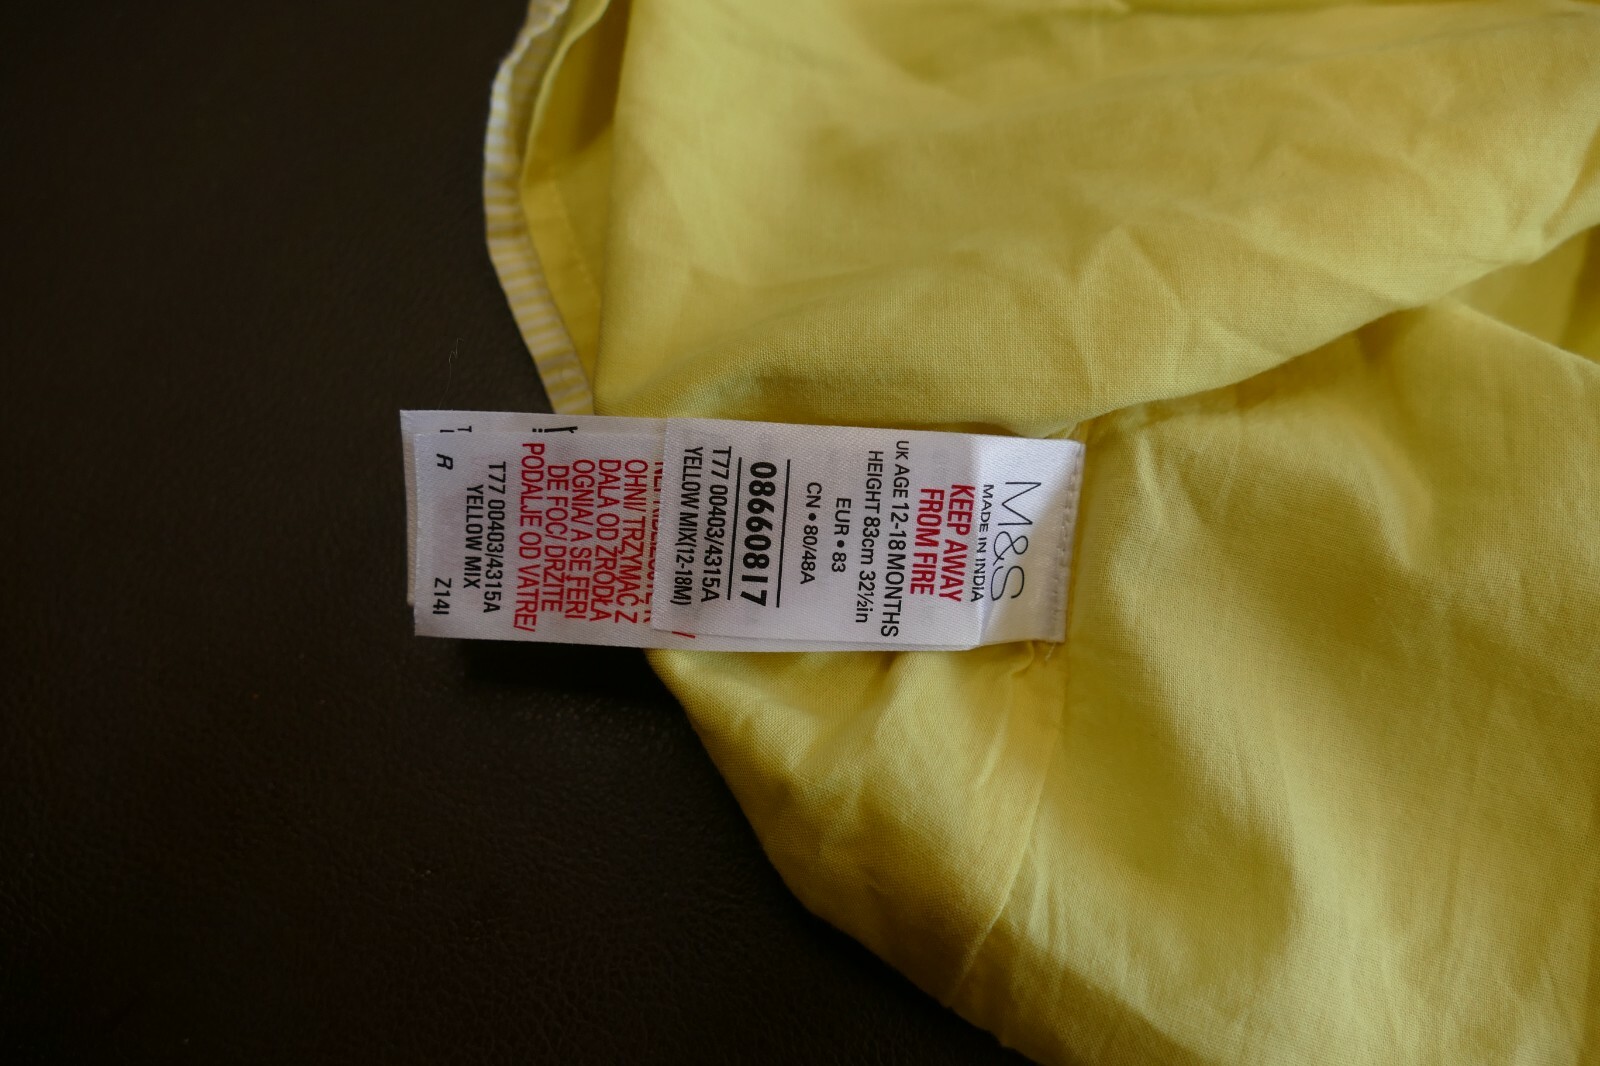 M&S
MADE IN INDIA
KEEP AWAY
FROM FIRE
UK AGE 12-18 MONTHS
HEIGHT 83cm 32½in
EUR • 83
CN • 80/48A
08660817
T77 00403/4315A
YELLOW MIX(12-18M)
OHNI/ TRZYMAĆ Z
DALA OD ŹRÓDŁA
OGNIA/ A SE FERI
DE FOC/ DRŽITE
PODALJE OD VATRE/
T77 00403/4315A
YELLOW MIX
R
Z14I